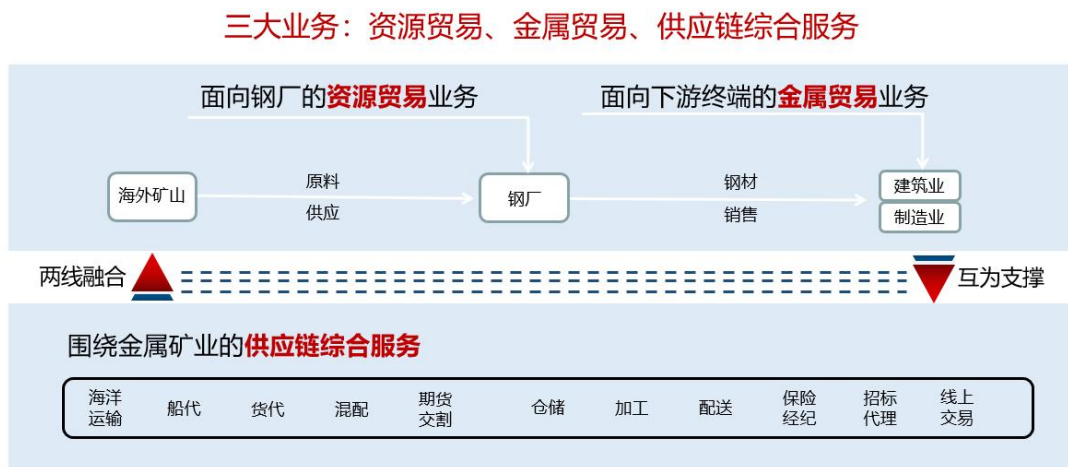 三大业务：资源贸易、金属贸易、供应链综合服务
面向钢厂的资源贸易业务
面向下游终端的金属贸易业务
海外矿山
原料
供应
钢厂
钢材
销售
建筑业
制造业
两线融合
互为支撑
围绕金属矿业的供应链综合服务
海洋
运输
船代
货代
混配
期货
交割
仓储
加工
配送
保险
经纪
招标
代理
线上
交易